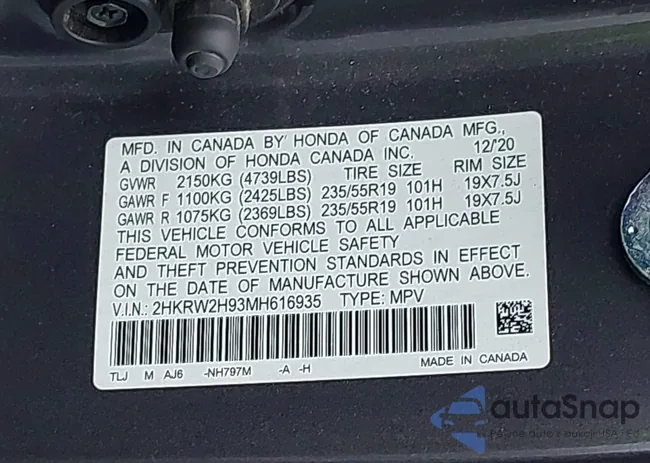 MFD. IN CANADA BY HONDA OF CANADA MFG.,
A DIVISION OF HONDA CANADA INC. 12/20
GVWR 2150KG (4739LBS) TIRE SIZE RIM SIZE
GAWR F 1100KG (2425LBS) 235/55R19 101H 19X7.5J
GAWR R 1075KG (2369LBS) 235/55R19 101H 19X7.5J
THIS VEHICLE CONFORMS TO ALL APPLICABLE
FEDERAL MOTOR VEHICLE SAFETY
AND THEFT PREVENTION STANDARDS IN EFFECT
ON THE DATE OF MANUFACTURE SHOWN ABOVE.
V.I.N.: 2HKRW2H93MH616935 TYPE: MPV
TLJ M AJ6 -NH797M -A -H MADE IN CANADA
autaSnap